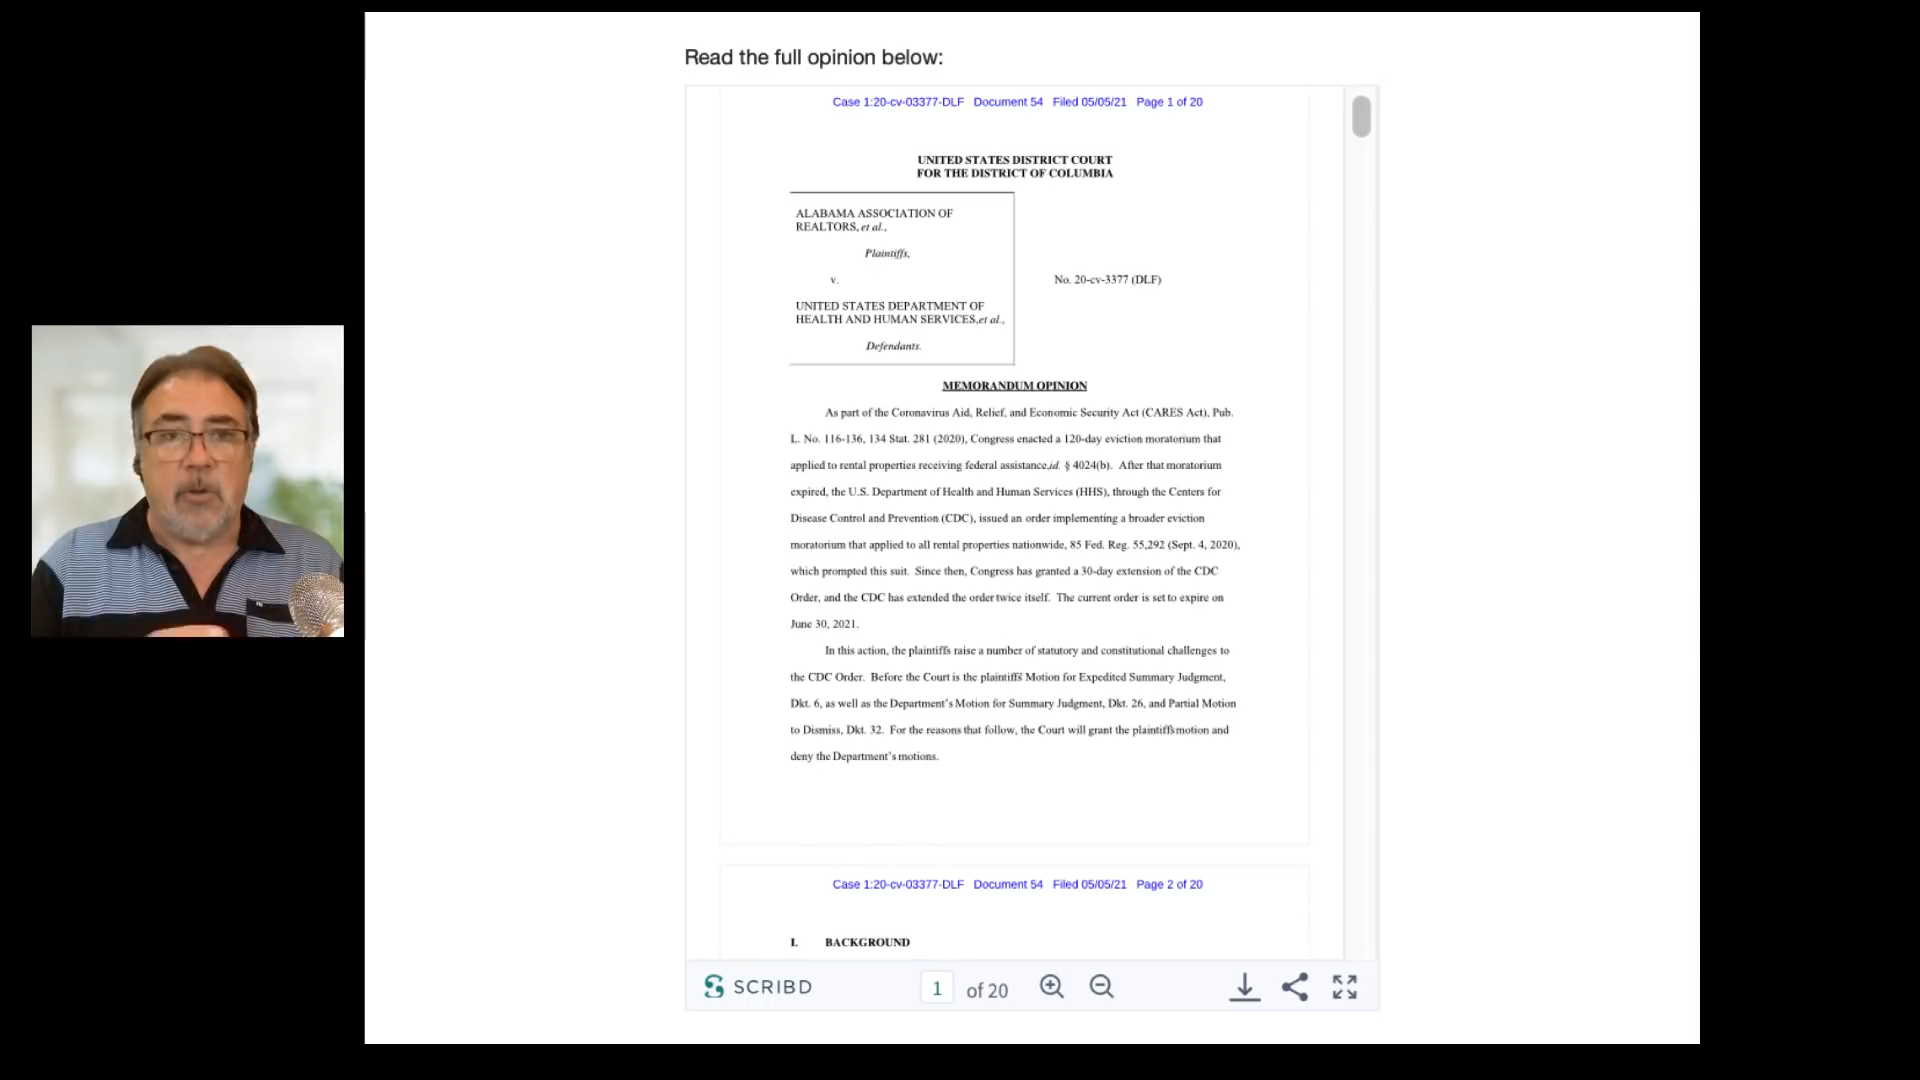 Read the full opinion below:
Case 1:20-cv-03377-DLF Document 54 Filed 05/05/21 Page 1 of 20
UNITED STATES DISTRICT COURT
FOR THE DISTRICT OF COLUMBIA
ALABAMA ASSOCIATION OF
REALTORS, et al.,
Plaintiffs,
v.
No. 20-cv-3377 (DLF)
UNITED STATES DEPARTMENT OF
HEALTH AND HUMAN SERVICES,et al.,
Defendants.
MEMORANDUM OPINION
As part of the Coronavirus Aid, Relief, and Economic Security Act (CARES Act), Pub.
L. No. 116-136, 134 Stat. 281 (2020), Congress enacted a 120-day eviction moratorium that
applied to rental properties receiving federal assistance,id. § 4024(b). After that moratorium
expired, the U.S. Department of Health and Human Services (HHS), through the Centers for
Disease Control and Prevention (CDC), issued an order implementing a broader eviction
moratorium that applied to all rental properties nationwide, 85 Fed. Reg. 55,292 (Sept. 4, 2020),
which prompted this suit. Since then, Congress has granted a 30-day extension of the CDC
Order, and the CDC has extended the order twice itself. The current order is set to expire on
June 30, 2021.
In this action, the plaintiffs raise a number of statutory and constitutional challenges to
the CDC Order. Before the Court is the plaintiffs' Motion for Expedited Summary Judgment,
Dkt. 6, as well as the Department's Motion for Summary Judgment, Dkt. 26, and Partial Motion
to Dismiss, Dkt. 32. For the reasons that follow, the Court will grant the plaintiffs' motion and
deny the Department's motions.
Case 1:20-cv-03377-DLF Document 54 Filed 05/05/21 Page 2 of 20
I. BACKGROUND
SCRIBD
1 of 20